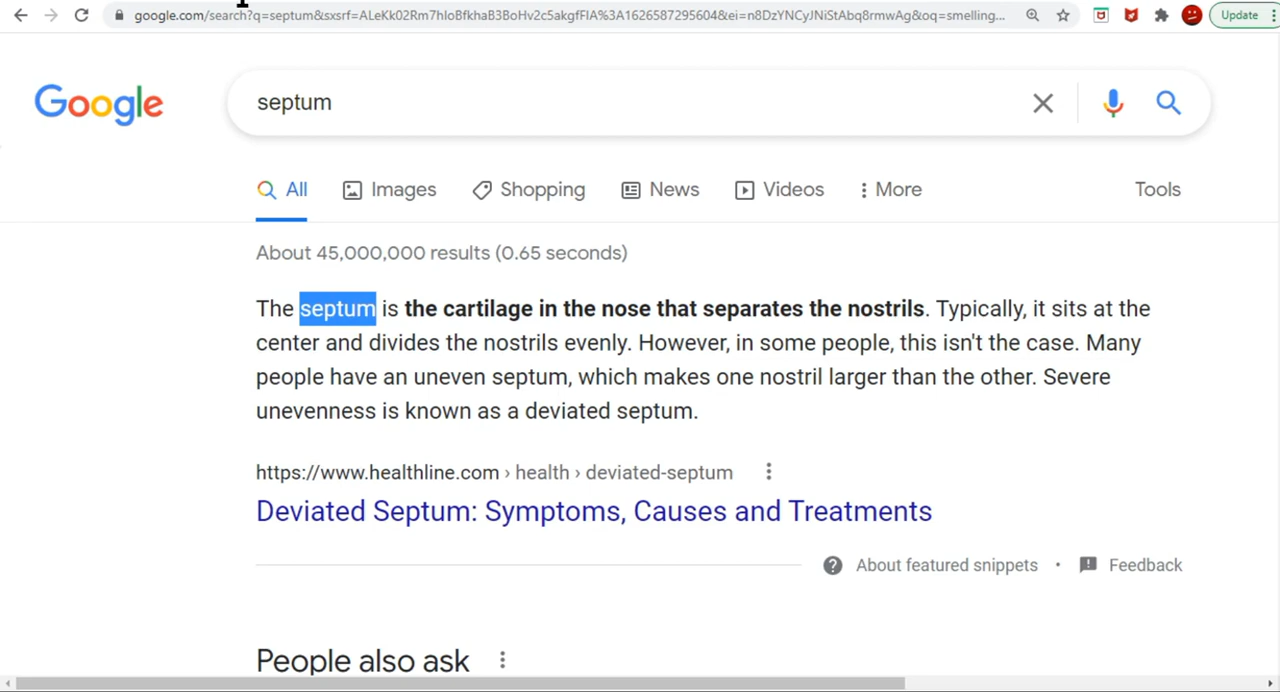 google.com/search?q=septum&sxsrf=ALeKk02Rm7hIoBfkhaB3BoHv2c5akgfFIA%3A1626587295604&ei=n8DzYNCyJNiStAbq8rmwAg&oq=smelling...
Update
Google
septum
All Images Shopping News Videos More Tools
About 45,000,000 results (0.65 seconds)
The septum is the cartilage in the nose that separates the nostrils. Typically, it sits at the
center and divides the nostrils evenly. However, in some people, this isn't the case. Many
people have an uneven septum, which makes one nostril larger than the other. Severe
unevenness is known as a deviated septum.
https://www.healthline.com › health › deviated-septum
Deviated Septum: Symptoms, Causes and Treatments
About featured snippets • Feedback
People also ask